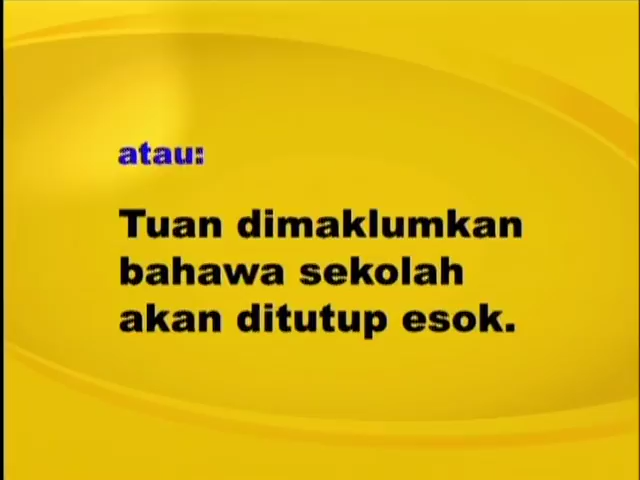 atau:
Tuan dimaklumkan
bahawa sekolah
akan ditutup esok.